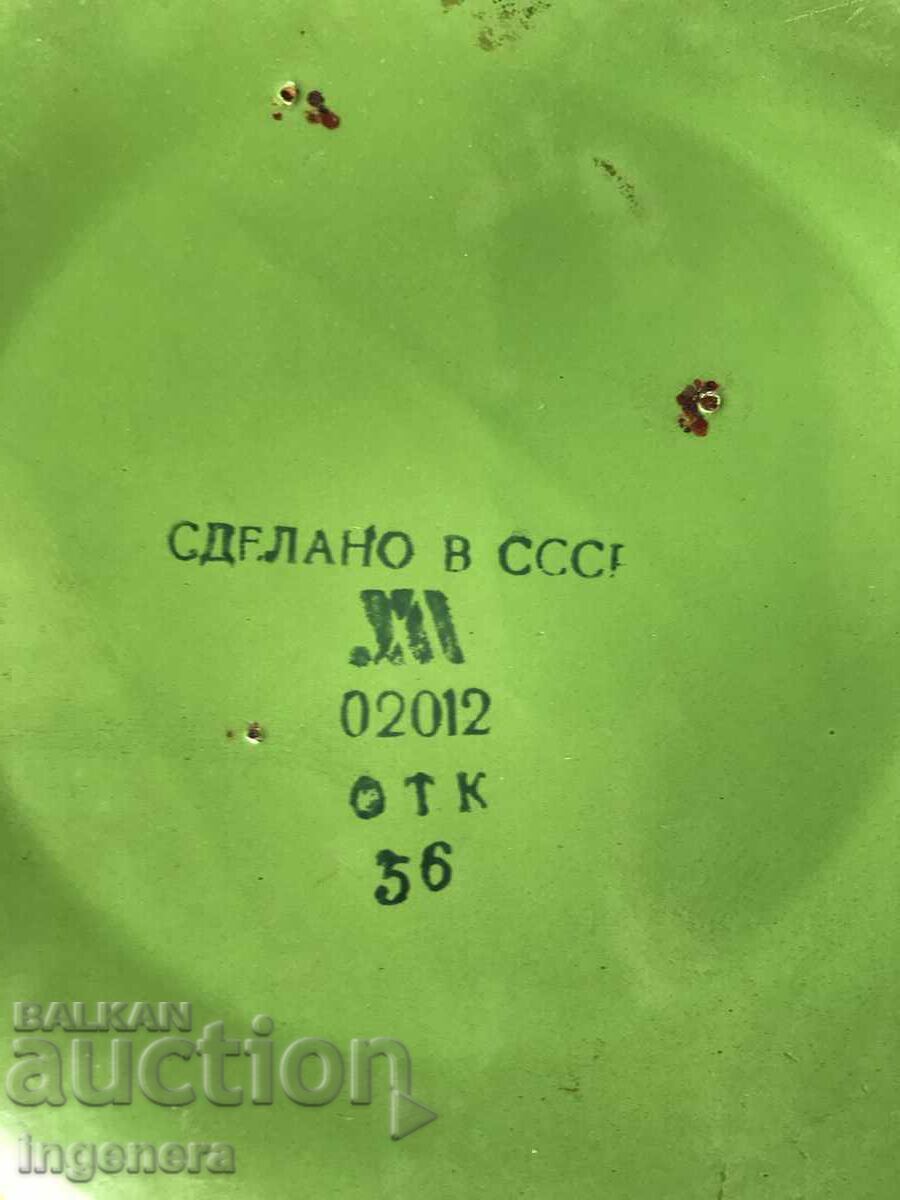 СДЕЛАНО В СССР
02012
ОТК
56
BALKAN
auction
ingenera